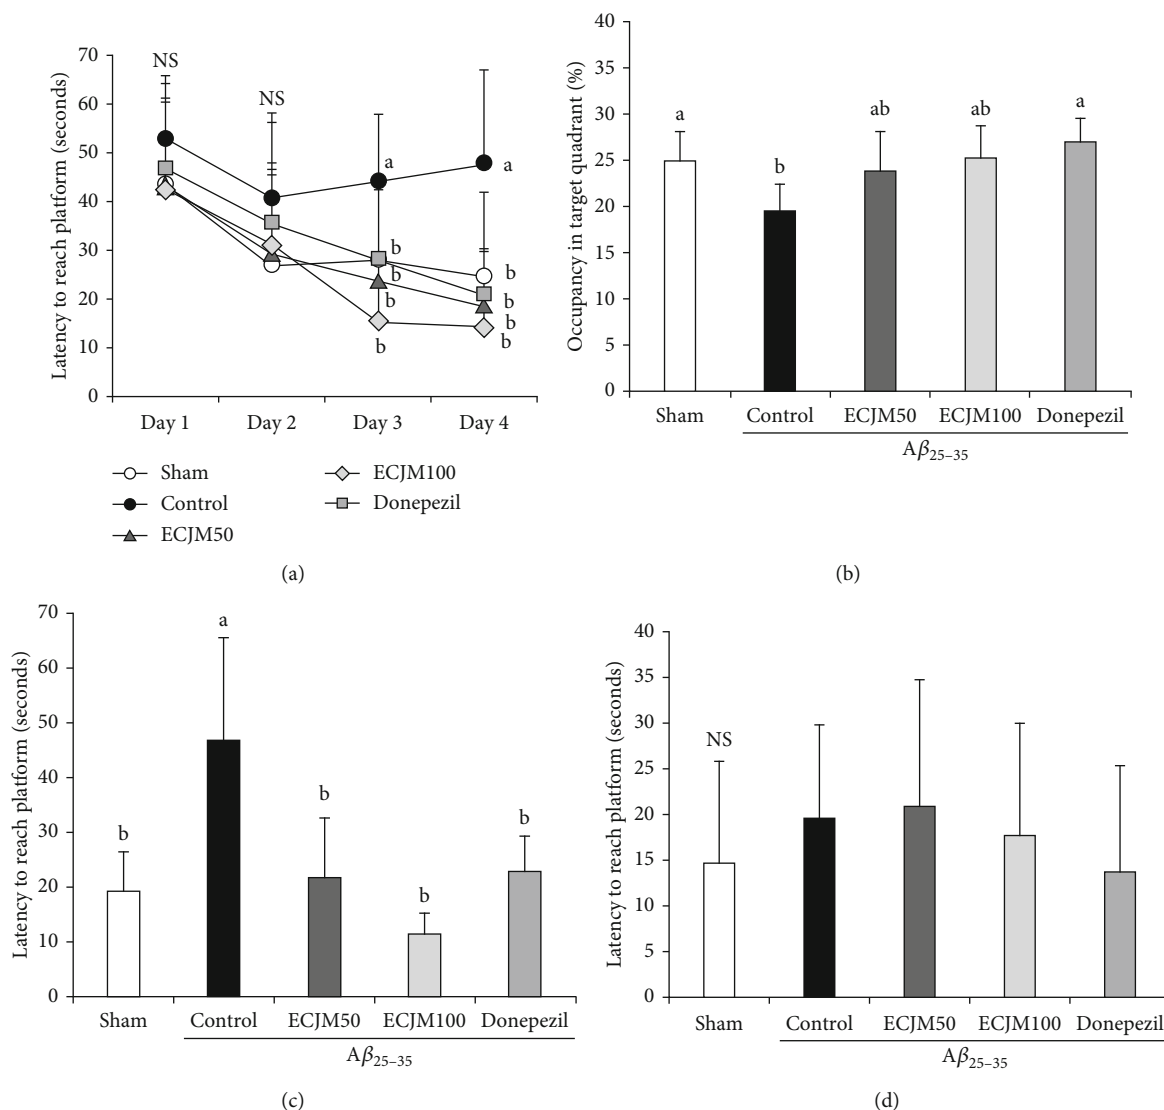 Latency to reach platform (seconds)
70
60
50
40
30
20
10
0
NS
NS
a
a
b
b
b
b
b
b
b
b
Day 1 Day 2 Day 3 Day 4
Sham
Control
ECJM50
ECJM100
Donepezil
(a)
Occupancy in target quadrant (%)
40
35
30
25
20
15
10
5
0
a
b
ab
ab
a
Sham Control ECJM50 ECJM100 Donepezil
Aβ25–35
(b)
Latency to reach platform (seconds)
70
60
50
40
30
20
10
0
b
a
b
b
b
Sham Control ECJM50 ECJM100 Donepezil
Aβ25–35
(c)
Latency to reach platform (seconds)
40
35
30
25
20
15
10
5
0
NS
Sham Control ECJM50 ECJM100 Donepezil
Aβ25–35
(d)